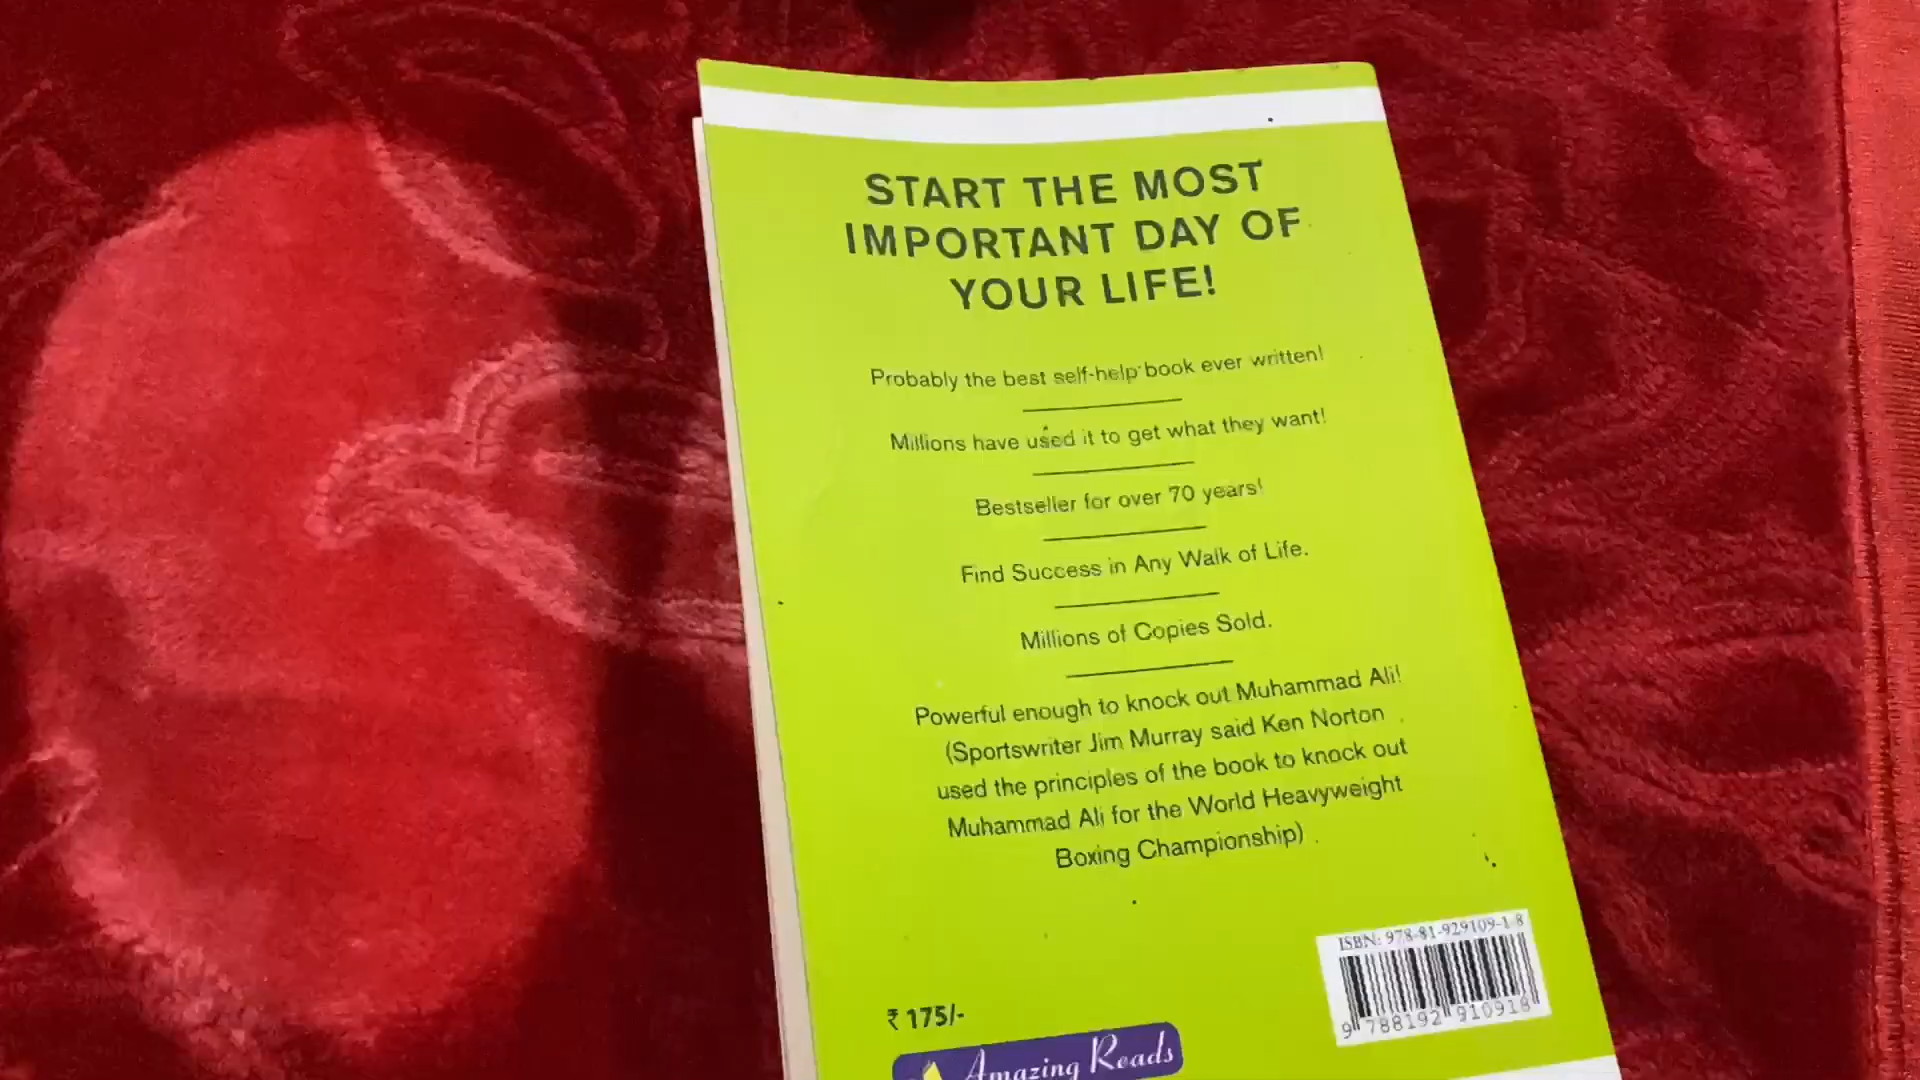 START THE MOST
IMPORTANT DAY OF
YOUR LIFE!
Probably the best self-help book ever written!
Millions have used it to get what they want!
Bestseller for over 70 years!
Find Success in Any Walk of Life.
Millions of Copies Sold.
Powerful enough to knock out Muhammad Ali!
(Sportswriter Jim Murray said Ken Norton
used the principles of the book to knock out
Muhammad Ali for the World Heavyweight
Boxing Championship)
ISBN: 978-81-929109-1-8
9 788192 910918
₹ 175/-
Amazing Reads